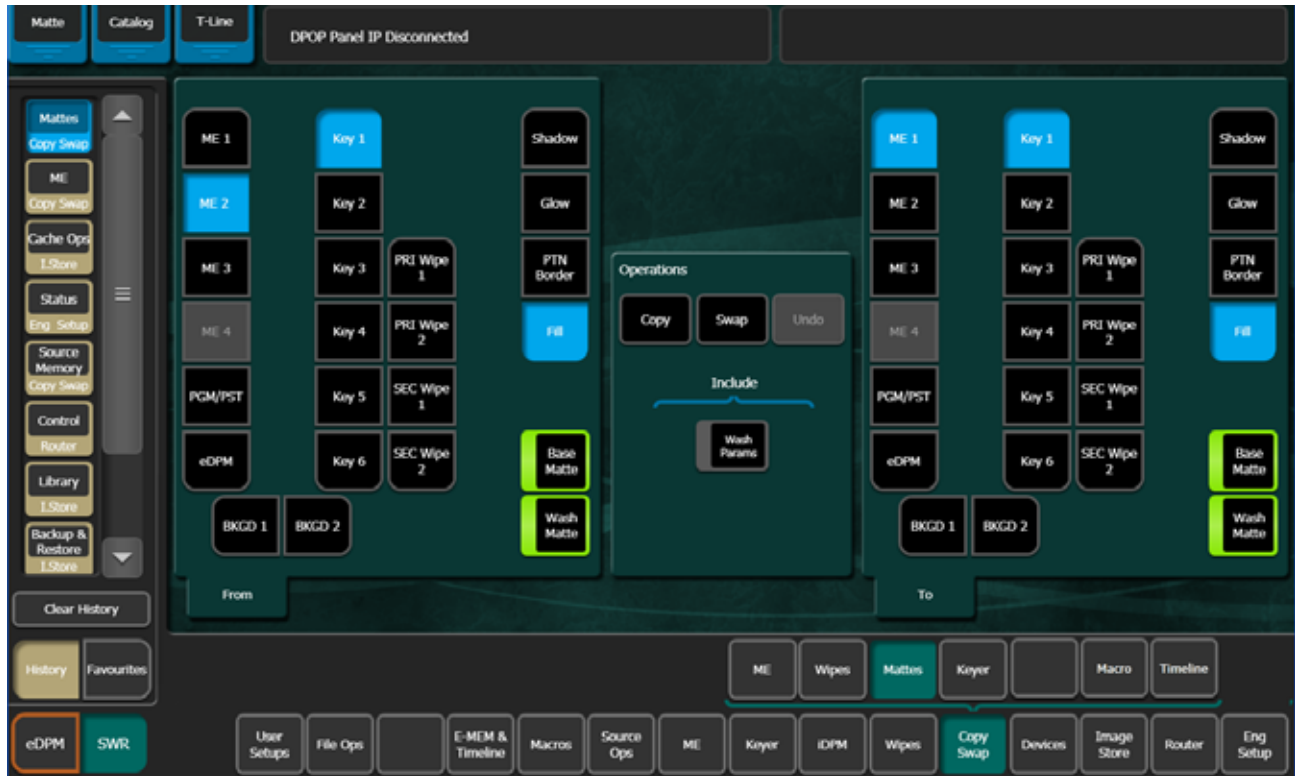 Matte
Catalog
T-Line
DPOP Panel IP Disconnected
Mattes
Copy Swap
ME
Copy Swap
Cache Ops
I.Store
Status
Eng Setup
Source
Memory
Copy Swap
Control
Router
Library
I.Store
Backup &
Restore
I.Store
Clear History
History
Favourites
eDPM
SWR
ME 1
Key 1
Shadow
ME 2
Key 2
Glow
ME 3
Key 3
PRI Wipe
1
PTN
Border
ME 4
Key 4
PRI Wipe
2
Fill
PGM/PST
Key 5
SEC Wipe
1
eDPM
Key 6
SEC Wipe
2
Base
Matte
BKGD 1
BKGD 2
Wash
Matte
From
Operations
Copy
Swap
Undo
Include
Wash
Params
ME 1
Key 1
Shadow
ME 2
Key 2
Glow
ME 3
Key 3
PRI Wipe
1
PTN
Border
ME 4
Key 4
PRI Wipe
2
Fill
PGM/PST
Key 5
SEC Wipe
1
eDPM
Key 6
SEC Wipe
2
Base
Matte
BKGD 1
BKGD 2
Wash
Matte
To
ME
Wipes
Mattes
Keyer
Macro
Timeline
User
Setups
File Ops
E-MEM &
Timeline
Macros
Source
Ops
ME
Keyer
iDPM
Wipes
Copy
Swap
Devices
Image
Store
Router
Eng
Setup